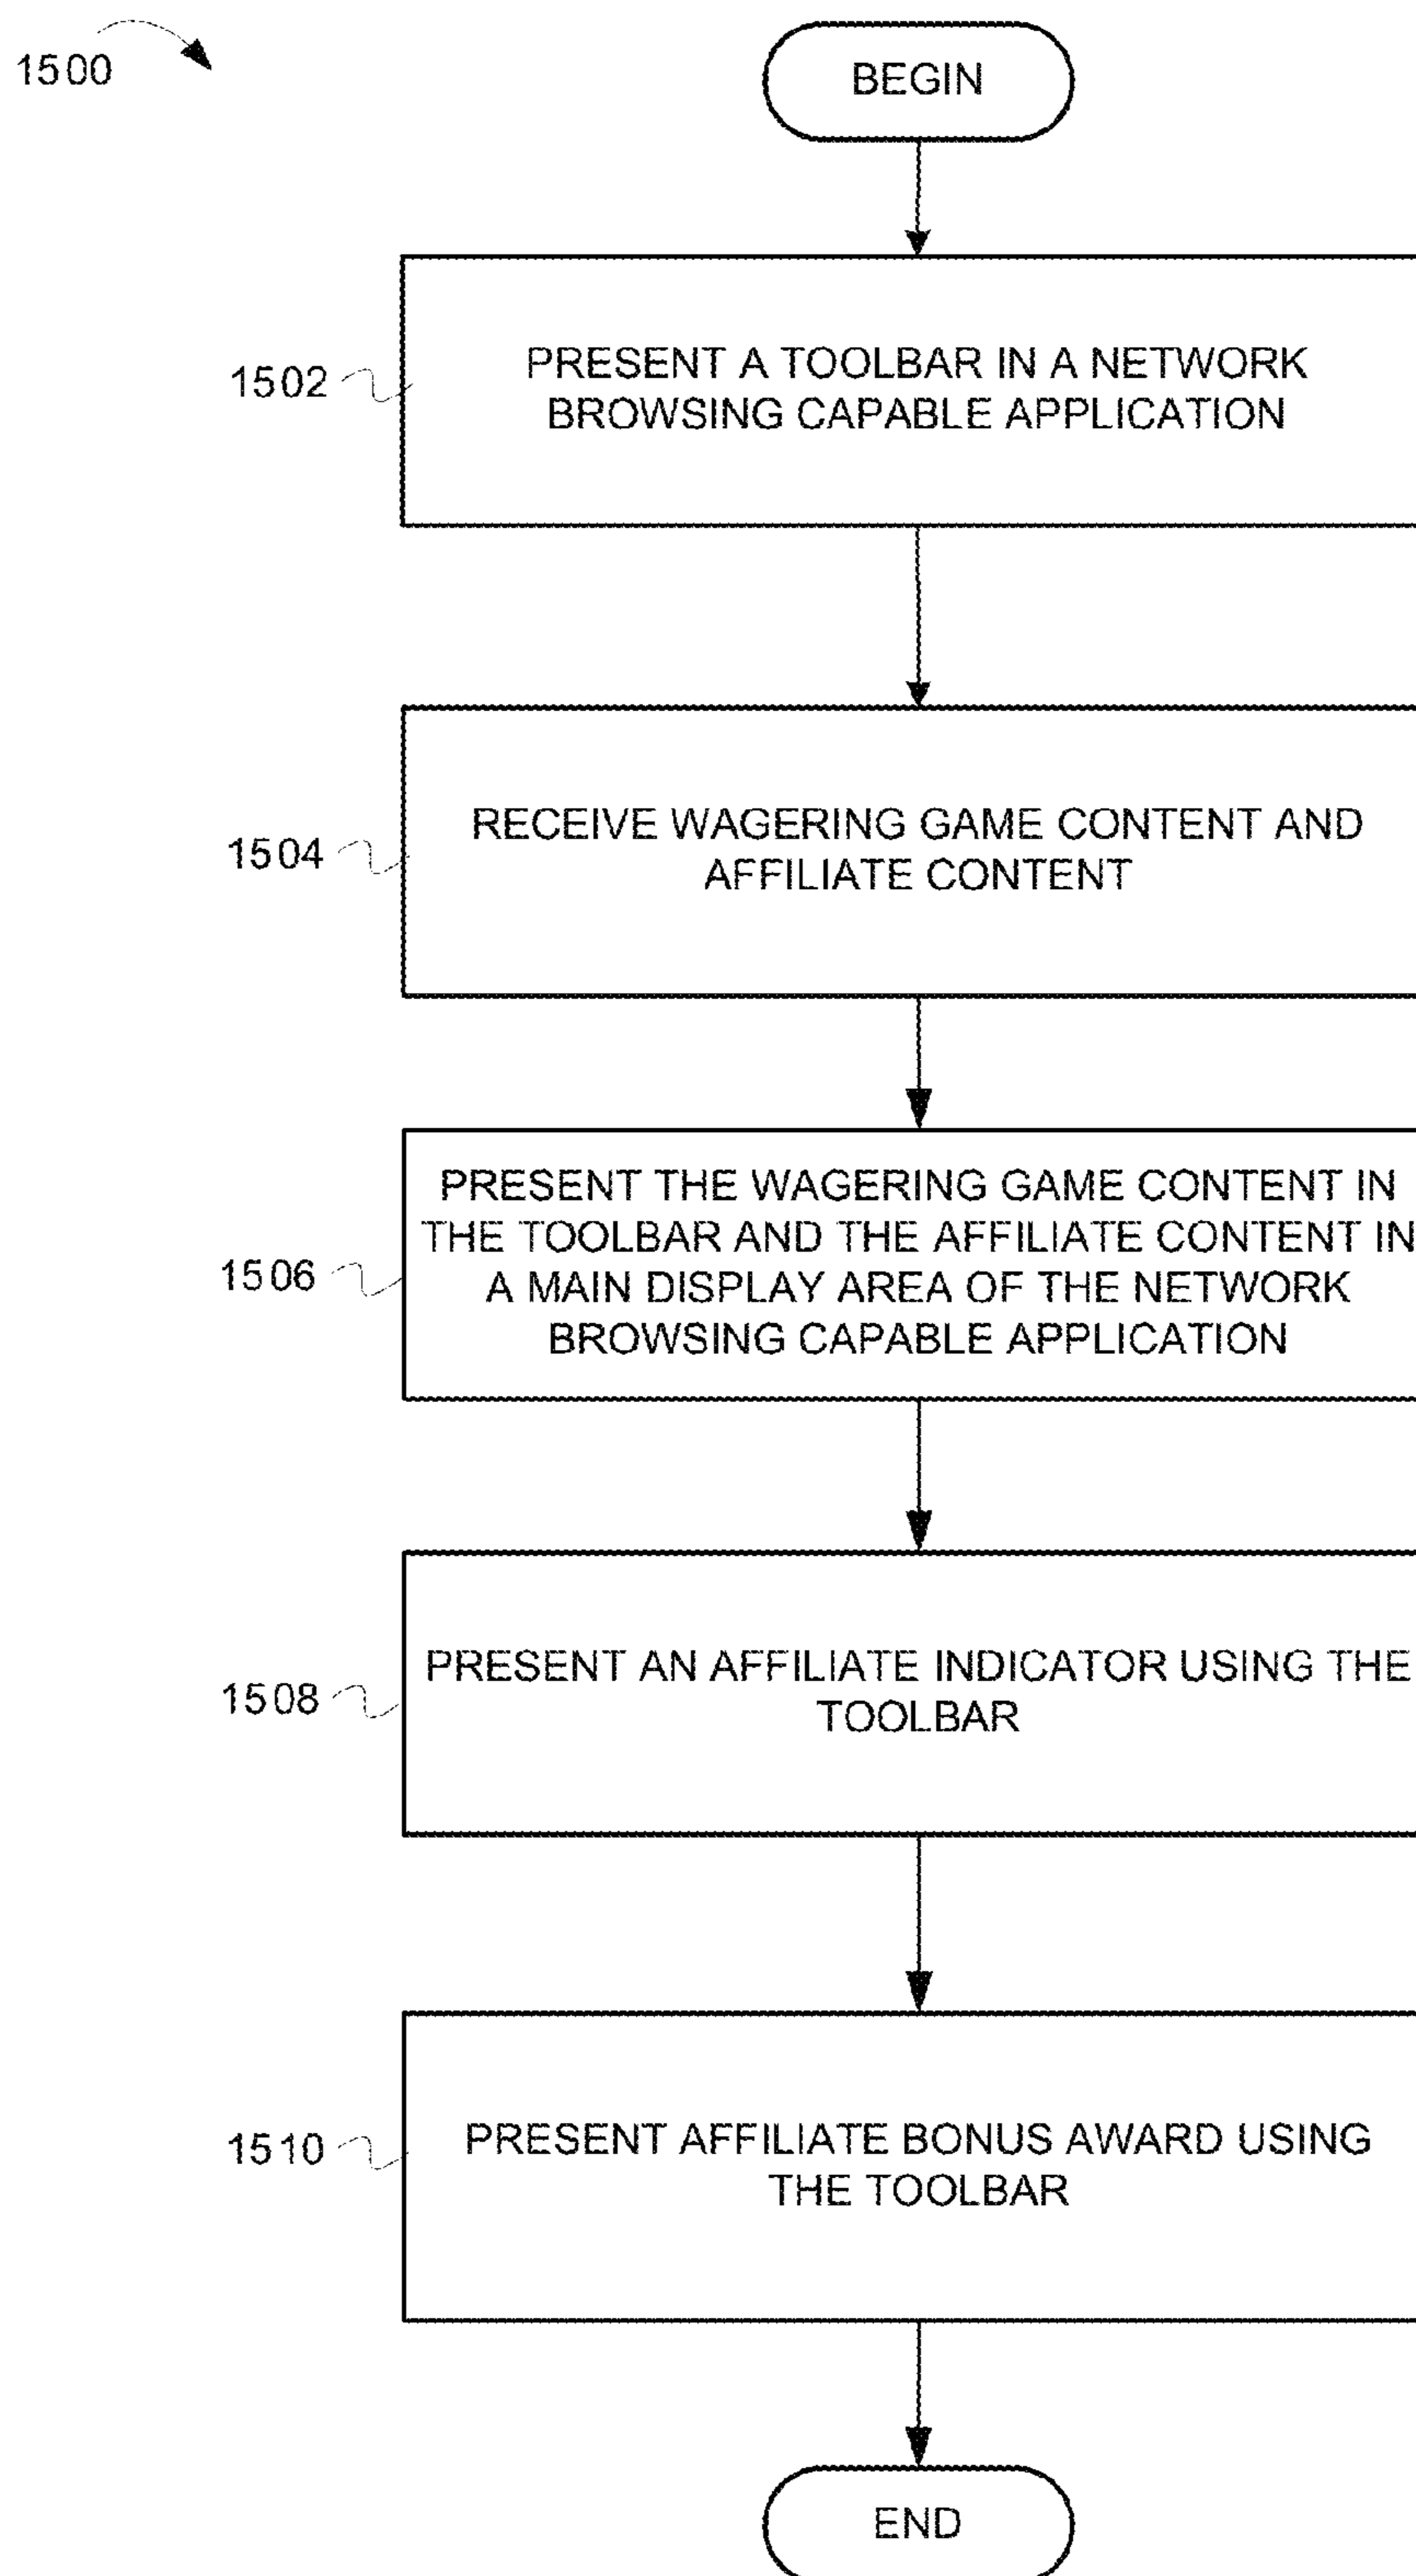 1500
BEGIN
1502
PRESENT A TOOLBAR IN A NETWORK
BROWSING CAPABLE APPLICATION
1504
RECEIVE WAGERING GAME CONTENT AND
AFFILIATE CONTENT
1506
PRESENT THE WAGERING GAME CONTENT IN
THE TOOLBAR AND THE AFFILIATE CONTENT IN
A MAIN DISPLAY AREA OF THE NETWORK
BROWSING CAPABLE APPLICATION
1508
PRESENT AN AFFILIATE INDICATOR USING THE
TOOLBAR
1510
PRESENT AFFILIATE BONUS AWARD USING
THE TOOLBAR
END